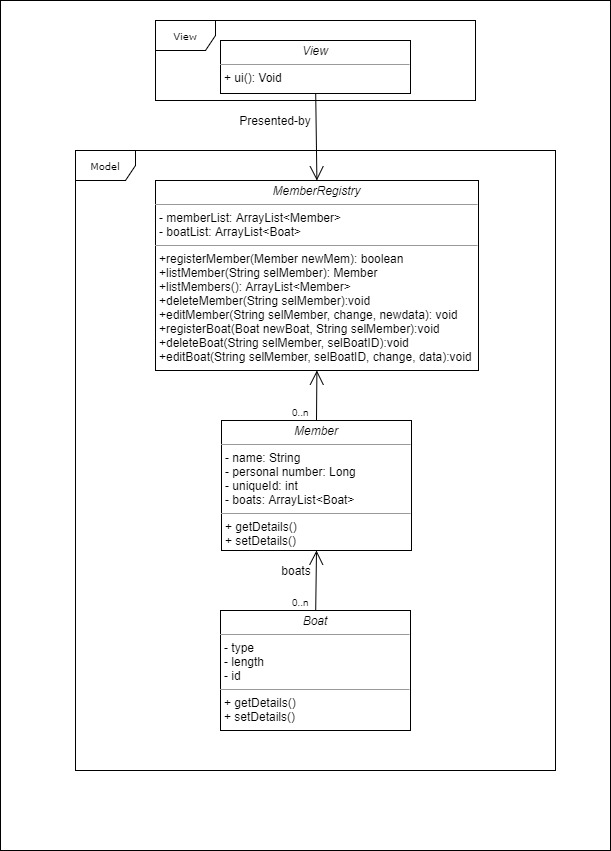 View
View
+ ui(): Void
Presented-by
Model
MemberRegistry
- memberList: ArrayList<Member>
- boatList: ArrayList<Boat>
+registerMember(Member newMem): boolean
+listMember(String selMember): Member
+listMembers(): ArrayList<Member>
+deleteMember(String selMember):void
+editMember(String selMember, change, newdata): void
+registerBoat(Boat newBoat, String selMember):void
+deleteBoat(String selMember, selBoatID):void
+editBoat(String selMember, selBoatID, change, data):void
0..n
Member
- name: String
- personal number: Long
- uniqueId: int
- boats: ArrayList<Boat>
+ getDetails()
+ setDetails()
boats
0..n
Boat
- type
- length
- id
+ getDetails()
+ setDetails()